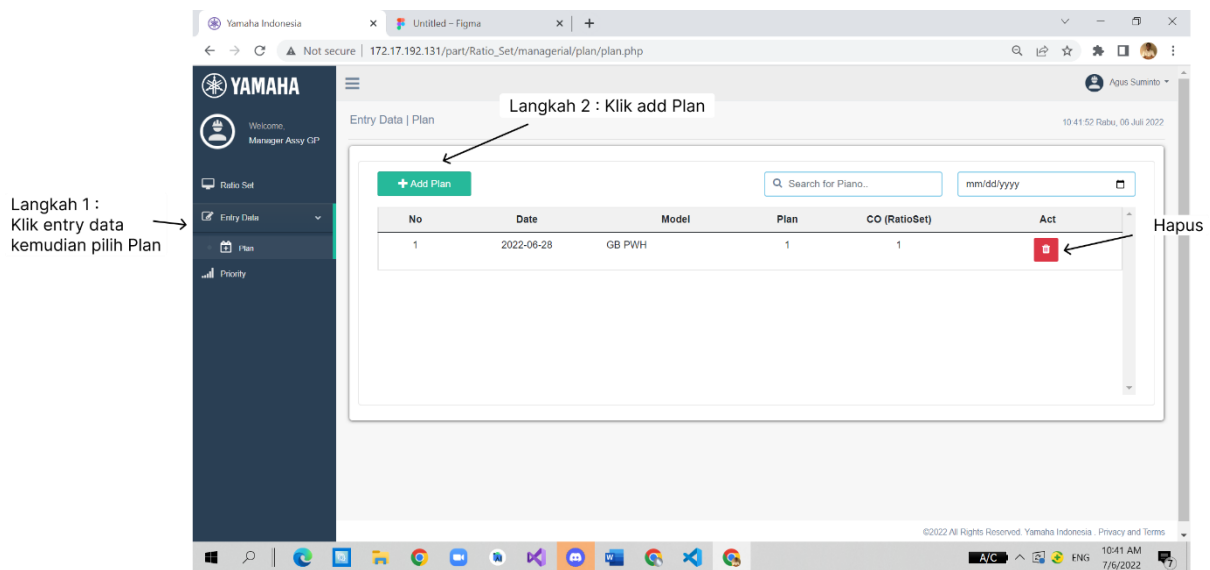 Yamaha Indonesia
Untitled – Figma
Not secure | 172.17.192.131/part/Ratio_Set/managerial/plan/plan.php
YAMAHA
Agus Suminto
Langkah 2 : Klik add Plan
Welcome,
Manager Assy GP
Entry Data | Plan
10:41:52 Rabu, 06 Juli 2022
Ratio Set
Add Plan
Search for Piano..
mm/dd/yyyy
Langkah 1 :
Klik entry data
kemudian pilih Plan
Entry Data
Plan
Priority
No Date Model Plan CO (RatioSet) Act
1 2022-06-28 GB PWH 1 1
Hapus
©2022 All Rights Reserved. Yamaha Indonesia . Privacy and Terms
A/C
ENG
10:41 AM
7/6/2022
7